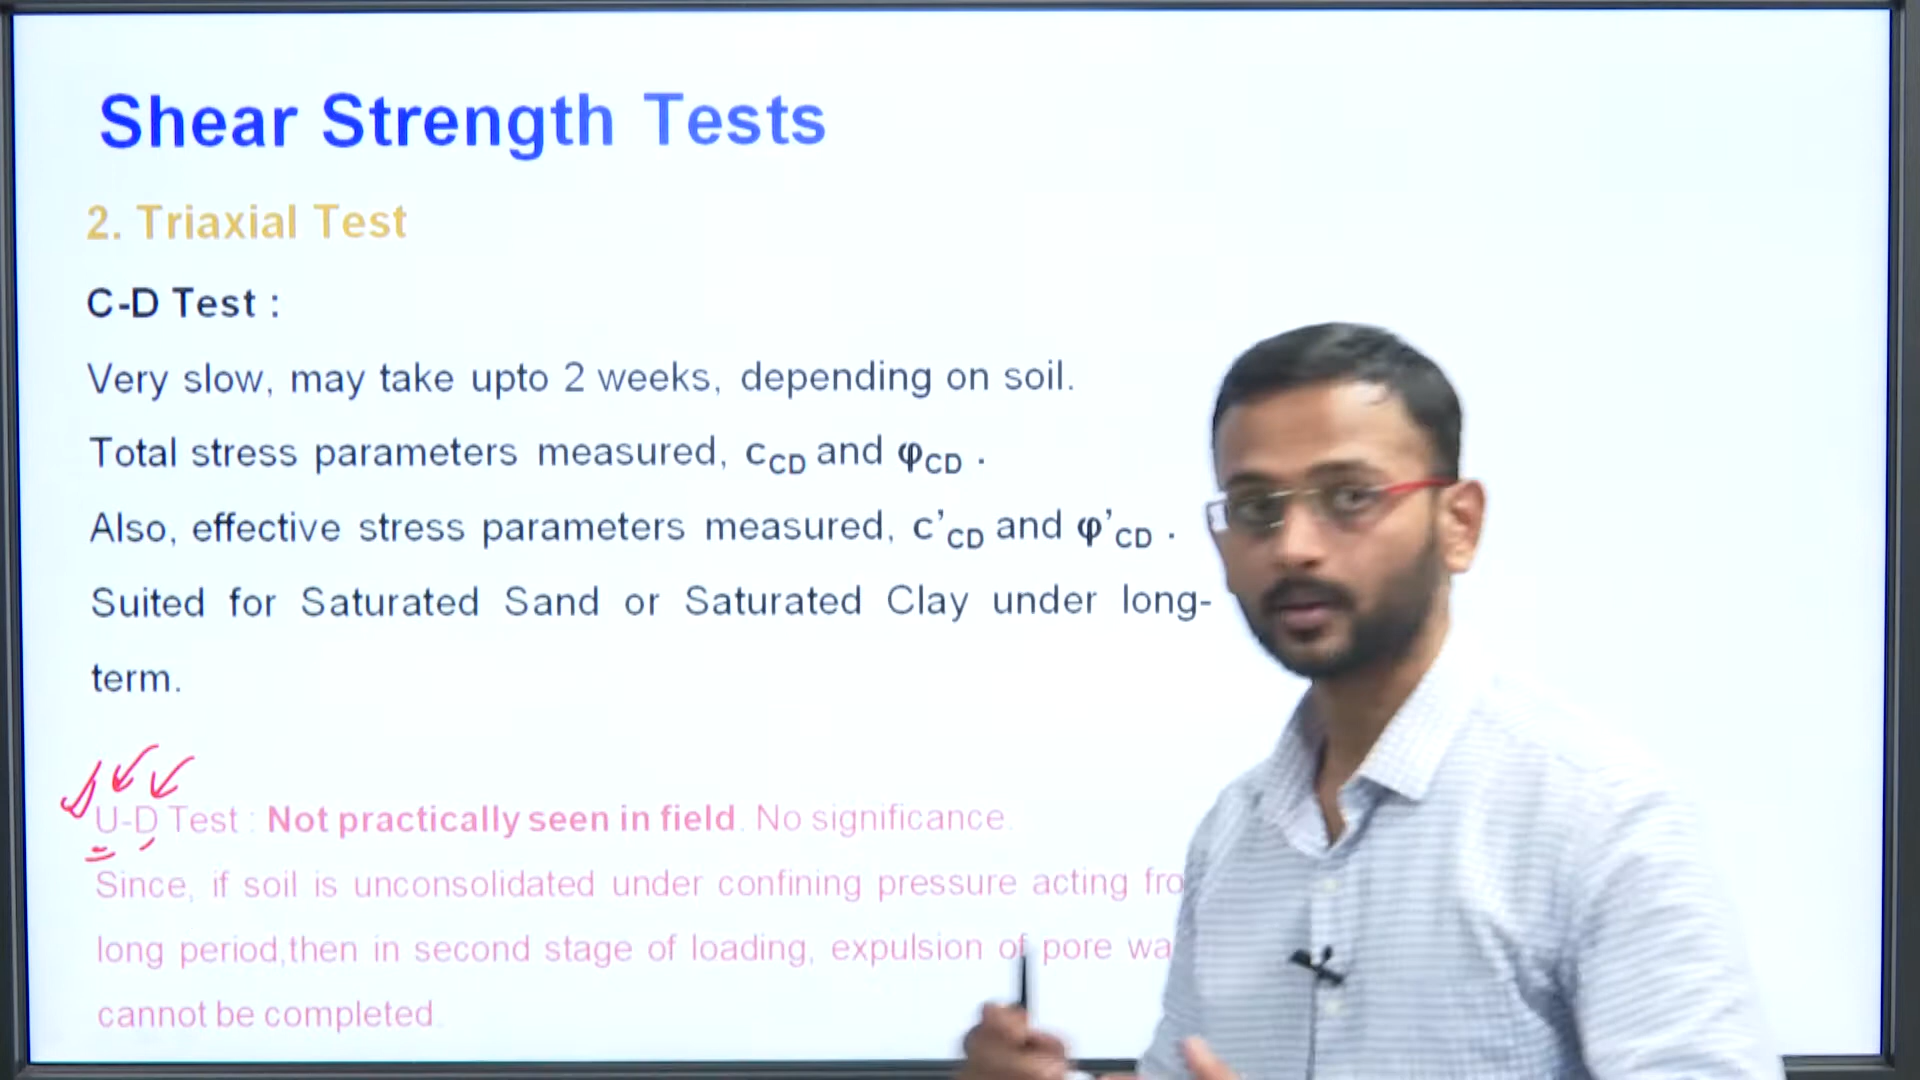 Shear Strength Tests
2. Triaxial Test
C-D Test :
Very slow, may take upto 2 weeks, depending on soil.
Total stress parameters measured, cCD and φCD .
Also, effective stress parameters measured, c’CD and φ’CD .
Suited for Saturated Sand or Saturated Clay under long-
term.
U-D Test : Not practically seen in field. No significance.
Since, if soil is unconsolidated under confining pressure acting
long period,then in second stage of loading, expulsion of pore
cannot be completed.